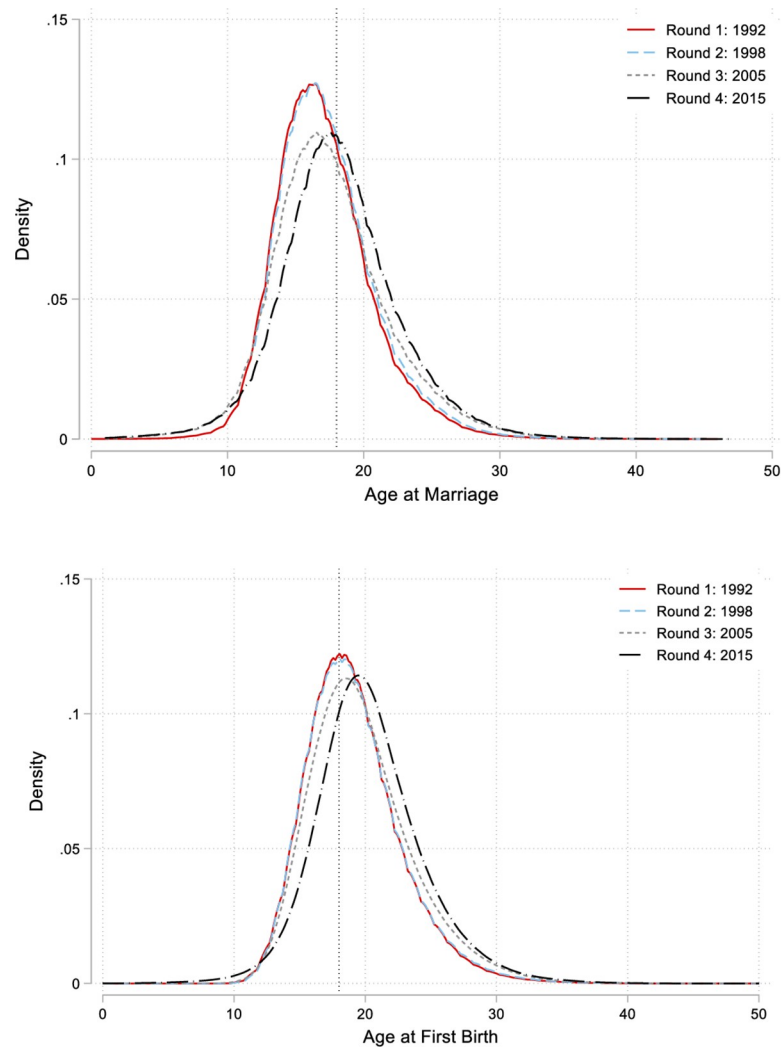 .15
Round 1: 1992
Round 2: 1998
Round 3: 2005
Round 4: 2015
.1
Density
.05
0
0 10 20 30 40 50
Age at Marriage
.15
Round 1: 1992
Round 2: 1998
Round 3: 2005
Round 4: 2015
.1
Density
.05
0
0 10 20 30 40 50
Age at First Birth